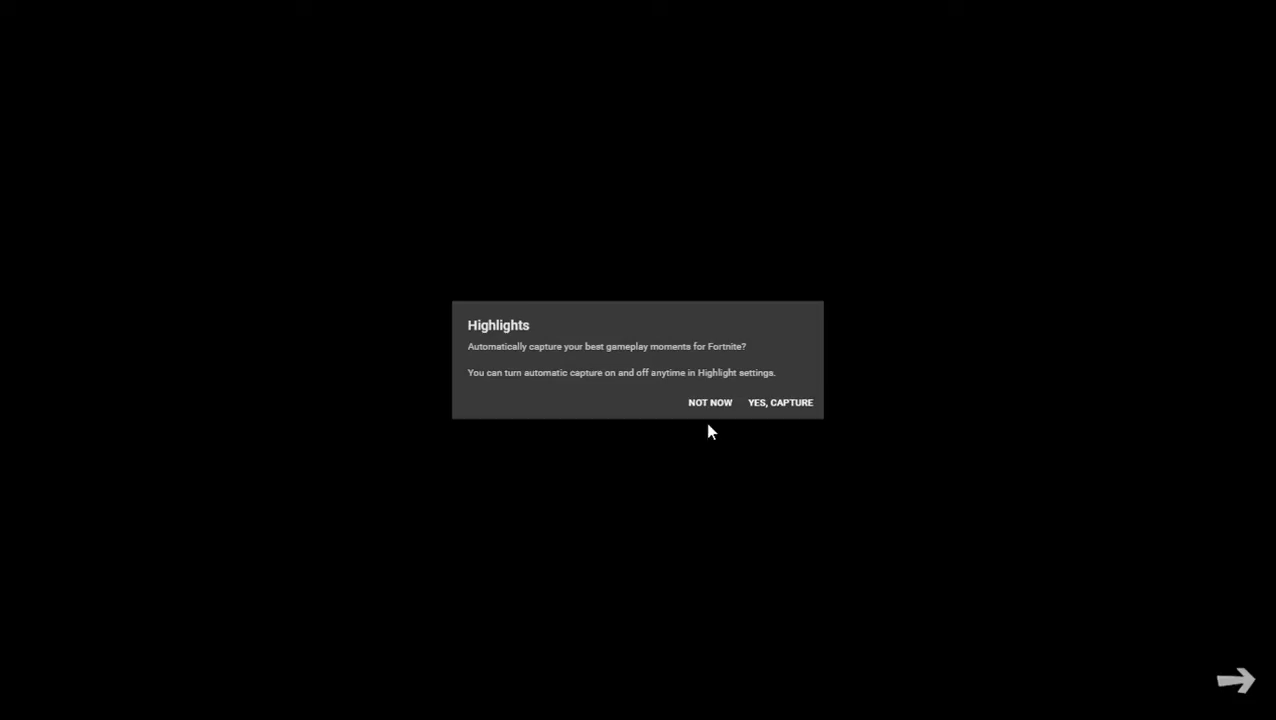 Highlights
Automatically capture your best gameplay moments for Fortnite?
You can turn automatic capture on and off anytime in Highlight settings.
NOT NOW YES, CAPTURE